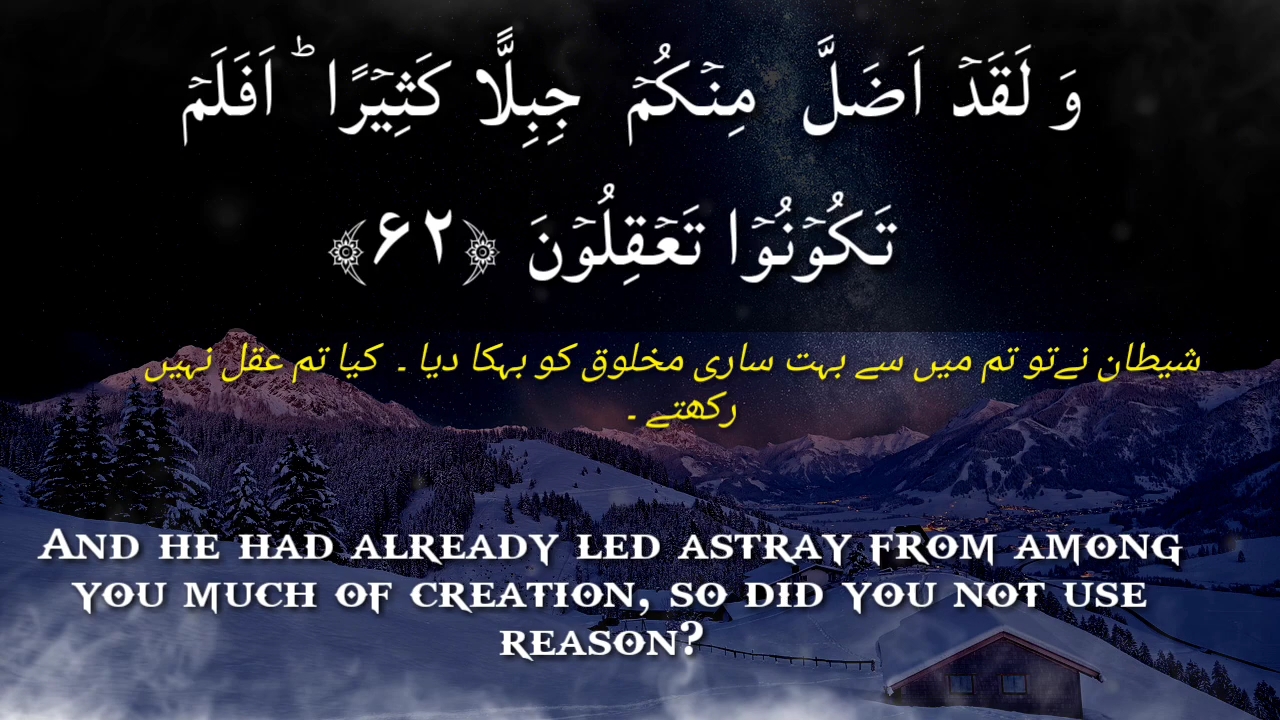 وَ لَقَدۡ اَضَلَّ مِنۡکُمۡ جِبِلًّا کَثِیۡرًا ؕ اَفَلَمۡ
تَکُوۡنُوۡا تَعۡقِلُوۡنَ ﴿۶۲﴾
شیطان نےتو تم میں سے بہت ساری مخلوق کو بہکا دیا ۔ کیا تم عقل نہیں
رکھتے ۔
And he had already led astray from among
you much of creation, so did you not use
reason?